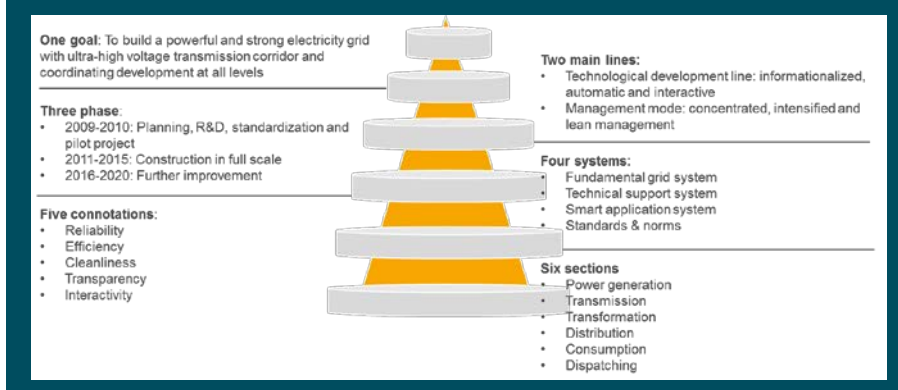 One goal: To build a powerful and strong electricity grid
with ultra-high voltage transmission corridor and
coordinating development at all levels
Two main lines:
• Technological development line: informationalized,
automatic and interactive
• Management mode: concentrated, intensified and
lean management
Three phase:
• 2009-2010: Planning, R&D, standardization and
pilot project
• 2011-2015: Construction in full scale
• 2016-2020: Further improvement
Four systems:
• Fundamental grid system
• Technical support system
• Smart application system
• Standards & norms
Five connotations:
• Reliability
• Efficiency
• Cleanliness
• Transparency
• Interactivity
Six sections
• Power generation
• Transmission
• Transformation
• Distribution
• Consumption
• Dispatching